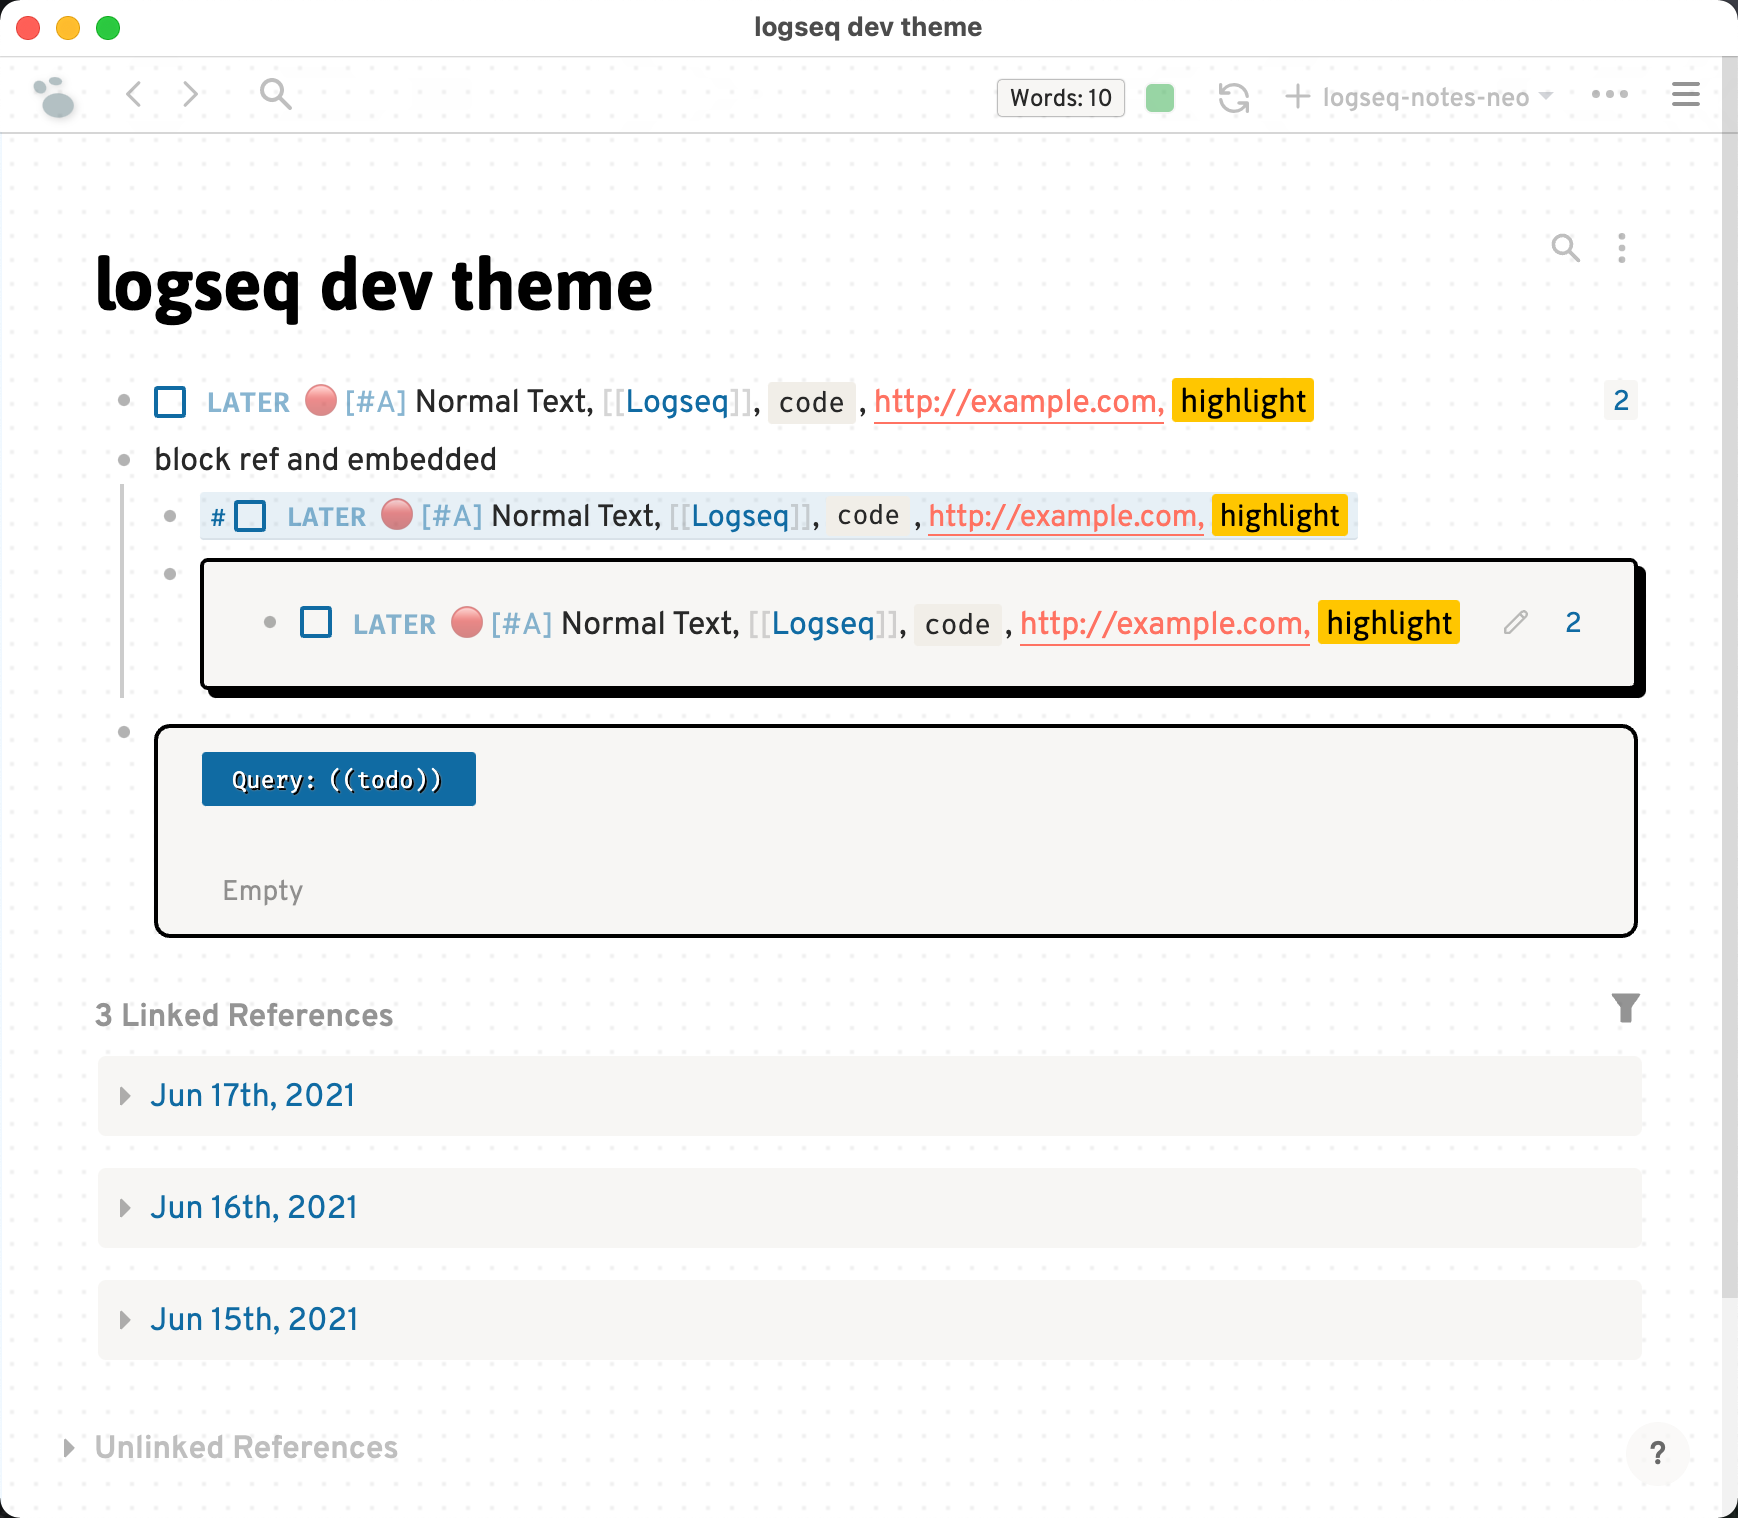 logseq dev theme
Words: 10 logseq-notes-neo
logseq dev theme
LATER [#A] Normal Text, [[Logseq]], code , http://example.com, highlight 2
block ref and embedded
# LATER [#A] Normal Text, [[Logseq]], code , http://example.com, highlight
LATER [#A] Normal Text, [[Logseq]], code , http://example.com, highlight 2
Query: ((todo))
Empty
3 Linked References
Jun 17th, 2021
Jun 16th, 2021
Jun 15th, 2021
Unlinked References
?